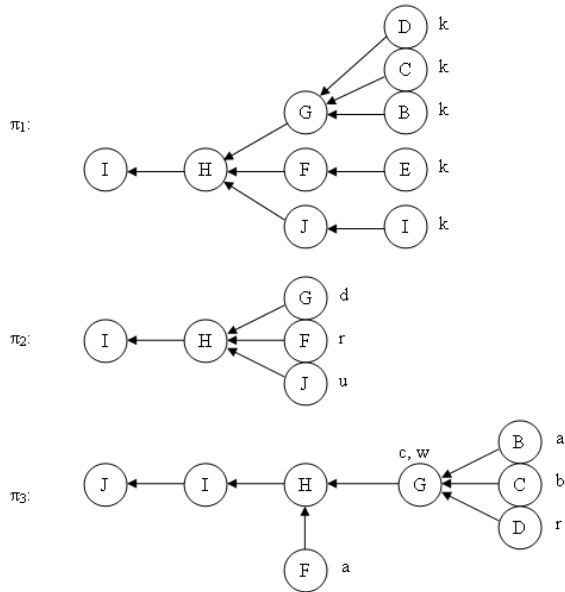 D k
C k
G B k
π1:
I H F E k
J I k
G d
π2: I H F r
J u
B a
c, w
π3: J I H G C b
D r
F a